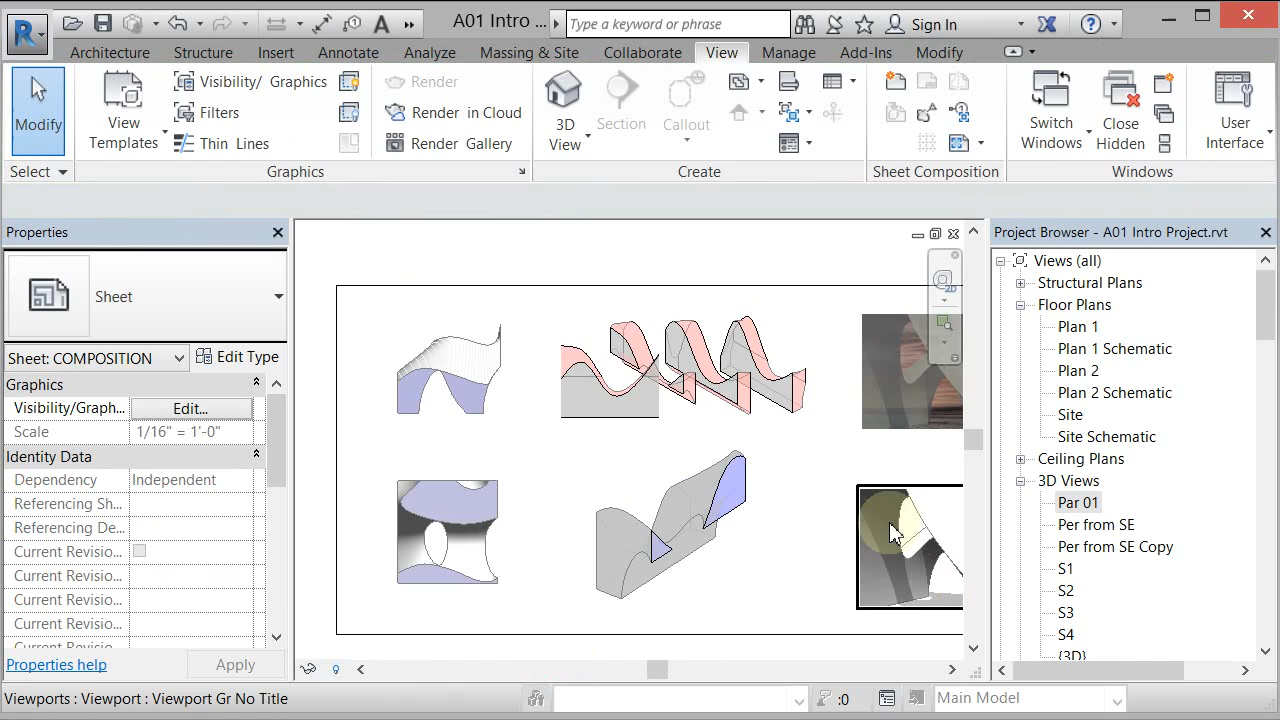 A01 Intro ...
Type a keyword or phrase
Sign In
Architecture Structure Insert Annotate Analyze Massing & Site Collaborate View Manage Add-Ins Modify
Modify
View Templates
Visibility/ Graphics
Filters
Thin Lines
Render
Render in Cloud
Render Gallery
3D View
Section
Callout
Switch Windows
Close Hidden
User Interface
Select
Graphics
Create
Sheet Composition
Windows
Properties
Sheet
Sheet: COMPOSITION
Edit Type
Graphics
Visibility/Graph... Edit...
Scale 1/16" = 1'-0"
Identity Data
Dependency Independent
Referencing Sh...
Referencing De...
Current Revisio...
Current Revisio...
Current Revisio...
Current Revisio...
Properties help
Apply
2D
Project Browser - A01 Intro Project.rvt
Views (all)
Structural Plans
Floor Plans
Plan 1
Plan 1 Schematic
Plan 2
Plan 2 Schematic
Site
Site Schematic
Ceiling Plans
3D Views
Par 01
Per from SE
Per from SE Copy
S1
S2
S3
S4
{3D}
Viewports : Viewport : Viewport Gr No Title
:0
Main Model